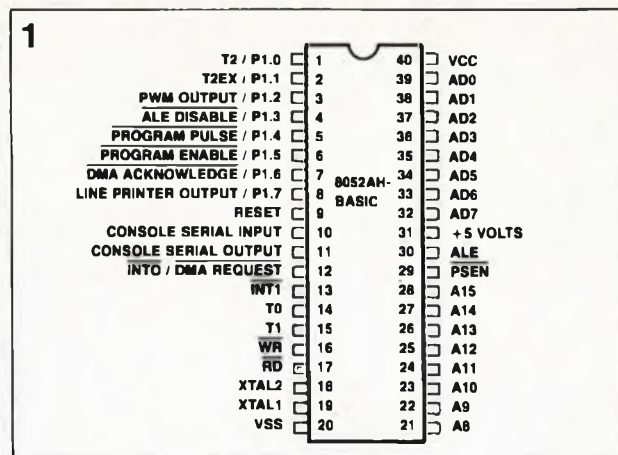 1
T2 / P1.0 1 40 VCC
T2EX / P1.1 2 39 AD0
PWM OUTPUT / P1.2 3 38 AD1
ALE DISABLE / P1.3 4 37 AD2
PROGRAM PULSE / P1.4 5 36 AD3
PROGRAM ENABLE / P1.5 6 35 AD4
DMA ACKNOWLEDGE / P1.6 7 34 AD5
8052AH-
LINE PRINTER OUTPUT / P1.7 8 33 AD6
BASIC
RESET 9 32 AD7
CONSOLE SERIAL INPUT 10 31 +5 VOLTS
CONSOLE SERIAL OUTPUT 11 30 ALE
INTO / DMA REQUEST 12 29 PSEN
INT1 13 28 A15
T0 14 27 A14
T1 15 26 A13
WR 16 25 A12
RD 17 24 A11
XTAL2 18 23 A10
XTAL1 19 22 A9
VSS 20 21 A8